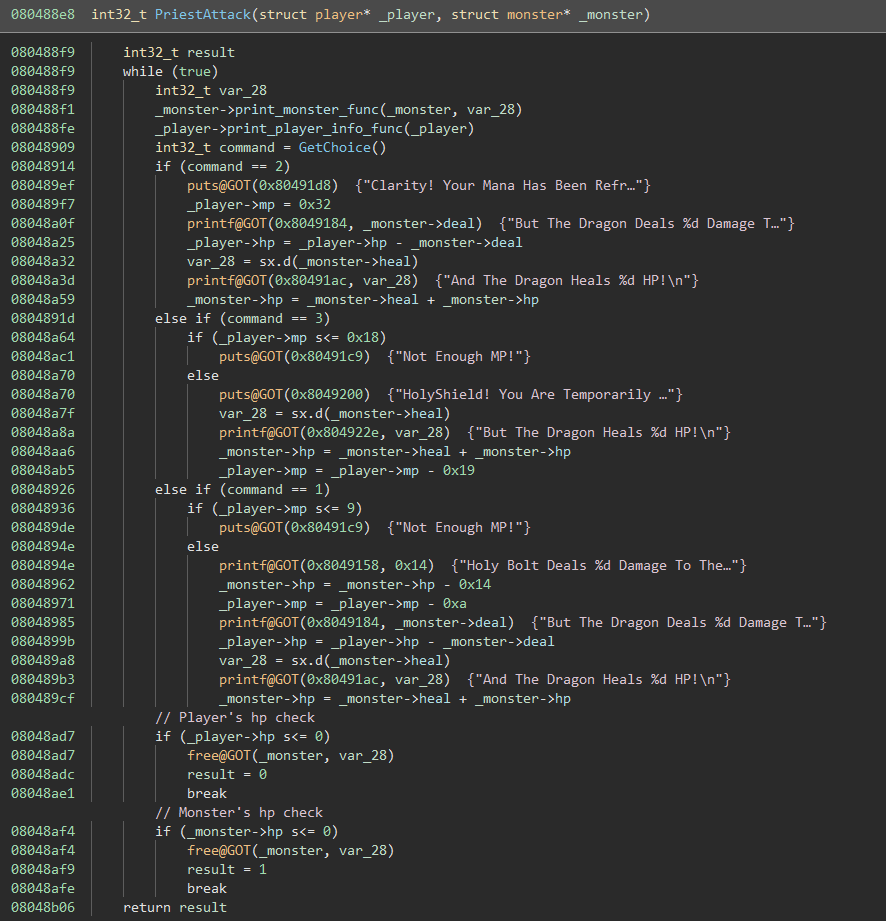 080488e8 int32_t PriestAttack(struct player* _player, struct monster* _monster)
080488f9 int32_t result
080488f9 while (true)
080488f9 int32_t var_28
080488f1 _monster->print_monster_func(_monster, var_28)
080488fe _player->print_player_info_func(_player)
08048909 int32_t command = GetChoice()
08048914 if (command == 2)
080489ef puts@GOT(0x80491d8) {"Clarity! Your Mana Has Been Refr…"}
080489f7 _player->mp = 0x32
08048a0f printf@GOT(0x8049184, _monster->deal) {"But The Dragon Deals %d Damage T…"}
08048a25 _player->hp = _player->hp - _monster->deal
08048a32 var_28 = sx.d(_monster->heal)
08048a3d printf@GOT(0x80491ac, var_28) {"And The Dragon Heals %d HP!\n"}
08048a59 _monster->hp = _monster->heal + _monster->hp
0804891d else if (command == 3)
08048a64 if (_player->mp s<= 0x18)
08048ac1 puts@GOT(0x80491c9) {"Not Enough MP!"}
08048a70 else
08048a70 puts@GOT(0x8049200) {"HolyShield! You Are Temporarily …"}
08048a7f var_28 = sx.d(_monster->heal)
08048a8a printf@GOT(0x804922e, var_28) {"But The Dragon Heals %d HP!\n"}
08048aa6 _monster->hp = _monster->heal + _monster->hp
08048ab5 _player->mp = _player->mp - 0x19
08048926 else if (command == 1)
08048936 if (_player->mp s<= 9)
080489de puts@GOT(0x80491c9) {"Not Enough MP!"}
0804894e else
0804894e printf@GOT(0x8049158, 0x14) {"Holy Bolt Deals %d Damage To The…"}
08048962 _monster->hp = _monster->hp - 0x14
08048971 _player->mp = _player->mp - 0xa
08048985 printf@GOT(0x8049184, _monster->deal) {"But The Dragon Deals %d Damage T…"}
0804899b _player->hp = _player->hp - _monster->deal
080489a8 var_28 = sx.d(_monster->heal)
080489b3 printf@GOT(0x80491ac, var_28) {"And The Dragon Heals %d HP!\n"}
080489cf _monster->hp = _monster->heal + _monster->hp
// Player's hp check
08048ad7 if (_player->hp s<= 0)
08048ad7 free@GOT(_monster, var_28)
08048adc result = 0
08048ae1 break
// Monster's hp check
08048af4 if (_monster->hp s<= 0)
08048af4 free@GOT(_monster, var_28)
08048af9 result = 1
08048afe break
08048b06 return result